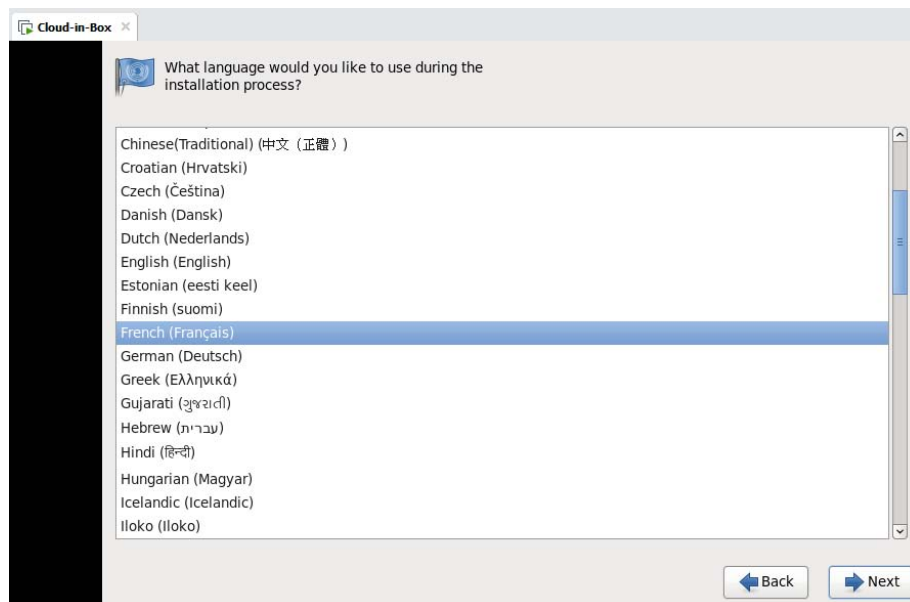 Cloud-in-Box
What language would you like to use during the
installation process?
Chinese(Traditional) (中文（正體）)
Croatian (Hrvatski)
Czech (Čeština)
Danish (Dansk)
Dutch (Nederlands)
English (English)
Estonian (eesti keel)
Finnish (suomi)
French (Français)
German (Deutsch)
Greek (Ελληνικά)
Gujarati (ગુજરાતી)
Hebrew (עברית)
Hindi (हिन्दी)
Hungarian (Magyar)
Icelandic (Icelandic)
Iloko (Iloko)
Back
Next